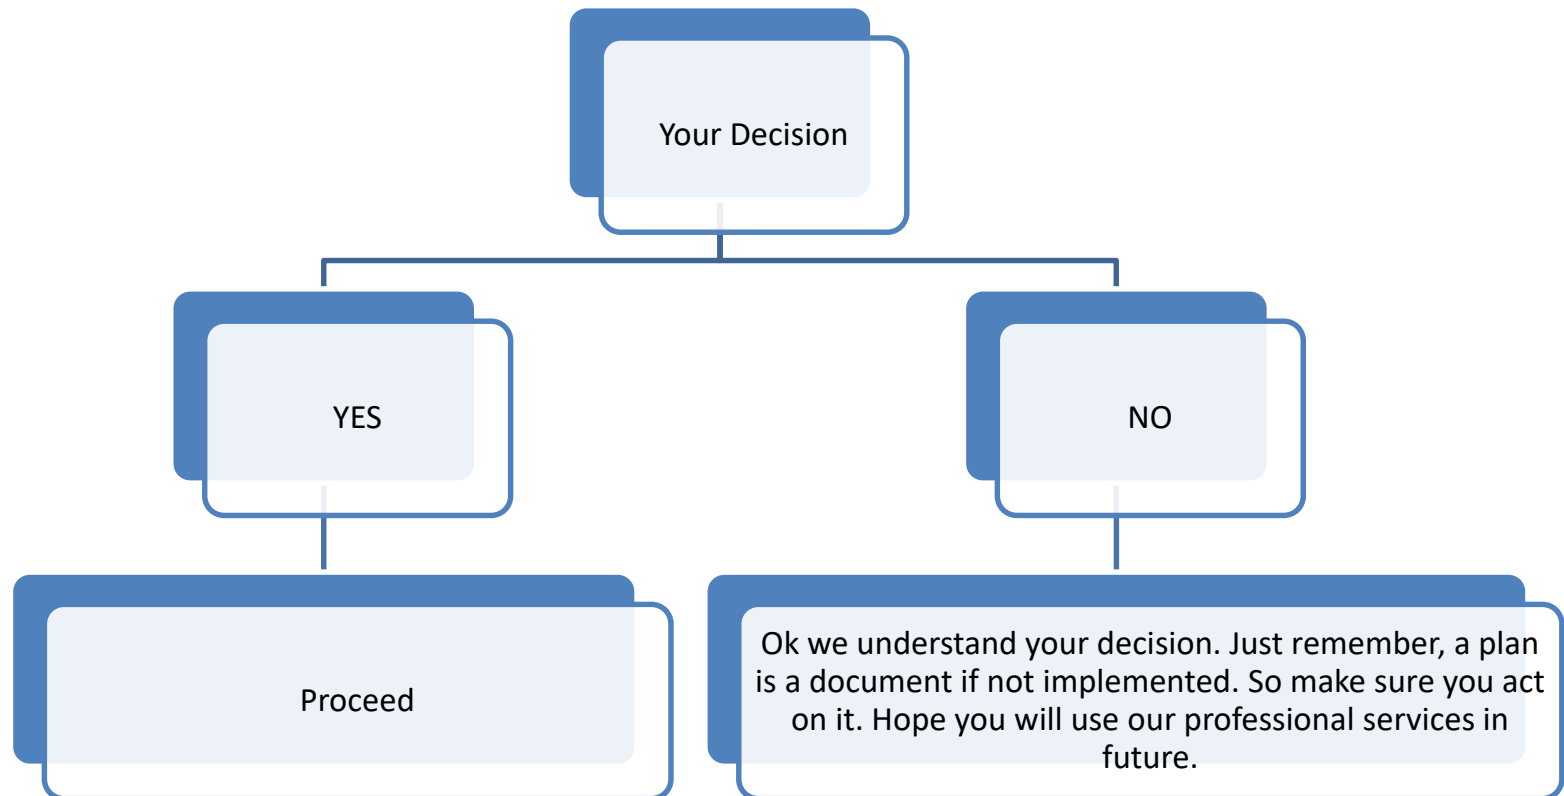 Your Decision
YES
NO
Proceed
Ok we understand your decision. Just remember, a plan
is a document if not implemented. So make sure you act
on it. Hope you will use our professional services in
future.